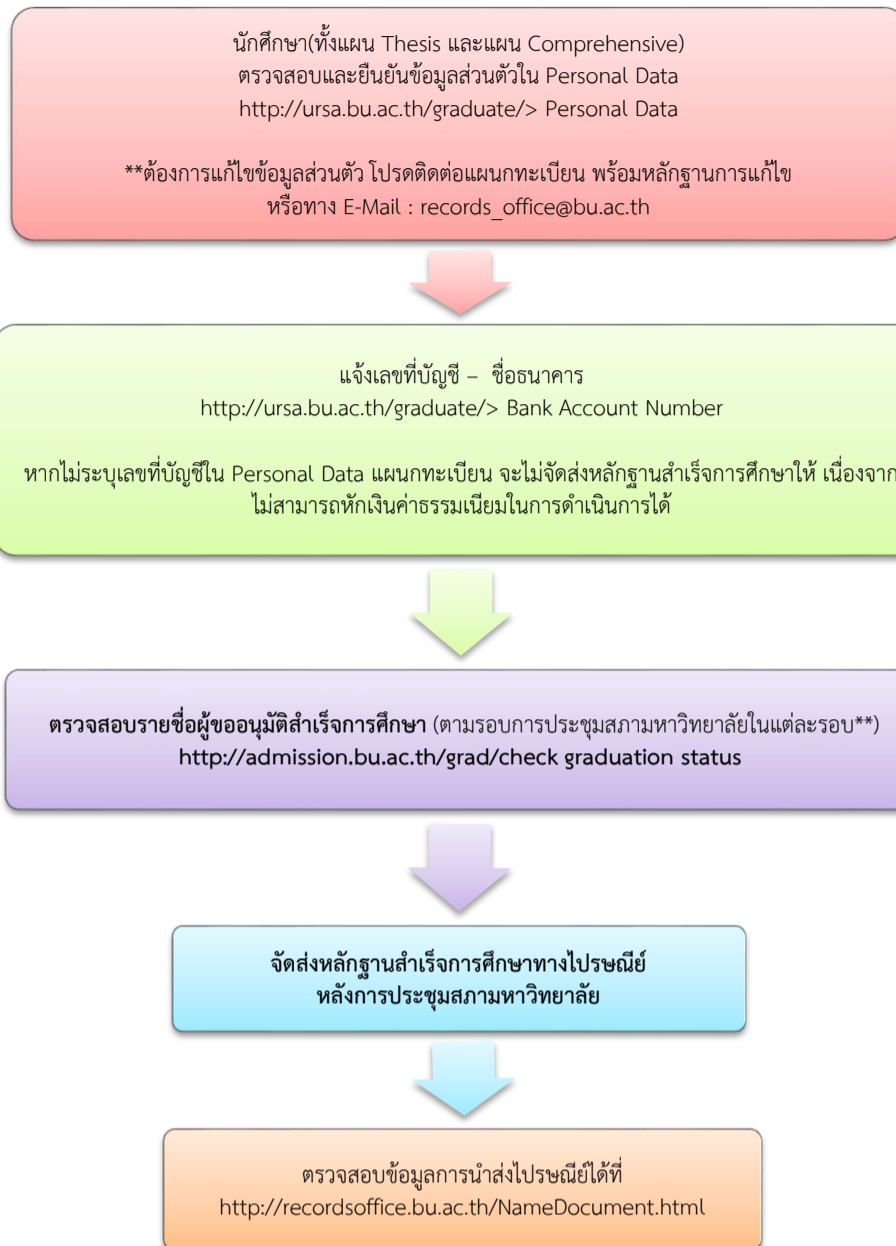 นักศึกษา(ทั้งแผน Thesis และแผน Comprehensive)
ตรวจสอบและยืนยันข้อมูลส่วนตัวใน Personal Data
http://ursa.bu.ac.th/graduate/> Personal Data
**ต้องการแก้ไขข้อมูลส่วนตัว โปรดติดต่อแผนกทะเบียน พร้อมหลักฐานการแก้ไข
หรือทาง E-Mail : records_office@bu.ac.th
แจ้งเลขที่บัญชี – ชื่อธนาคาร
http://ursa.bu.ac.th/graduate/> Bank Account Number
หากไม่ระบุเลขที่บัญชีใน Personal Data แผนกทะเบียน จะไม่จัดส่งหลักฐานสำเร็จการศึกษาให้ เนื่องจาก
ไม่สามารถหักเงินค่าธรรมเนียมในการดำเนินการได้
ตรวจสอบรายชื่อผู้ขออนุมัติสำเร็จการศึกษา (ตามรอบการประชุมสภามหาวิทยาลัยในแต่ละรอบ**)
http://admission.bu.ac.th/grad/check graduation status
จัดส่งหลักฐานสำเร็จการศึกษาทางไปรษณีย์
หลังการประชุมสภามหาวิทยาลัย
ตรวจสอบข้อมูลการนำส่งไปรษณีย์ได้ที่
http://recordsoffice.bu.ac.th/NameDocument.html